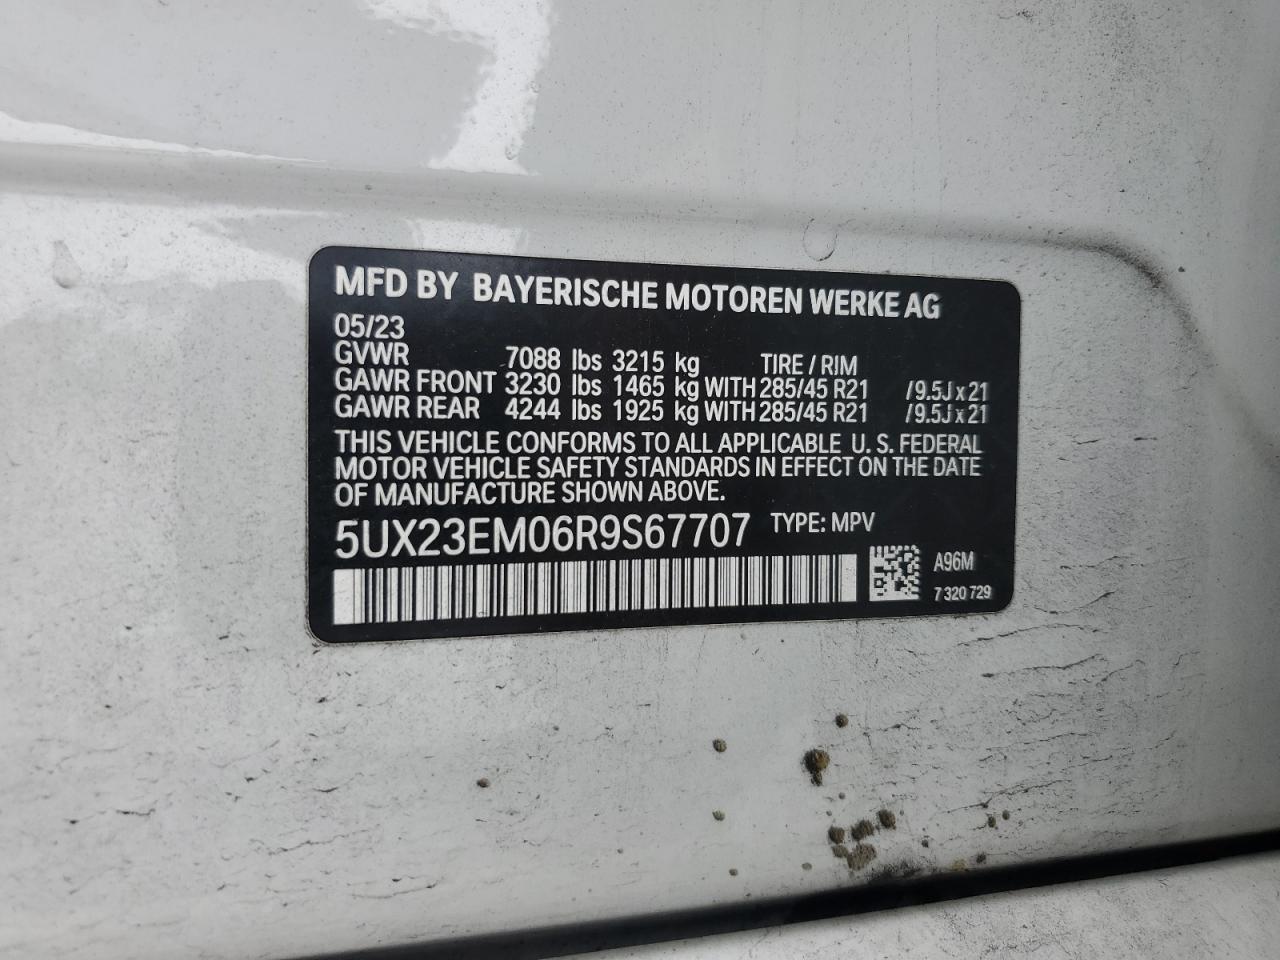 MFD BY BAYERISCHE MOTOREN WERKE AG
05/23
GVWR 7088 lbs 3215 kg TIRE / RIM
GAWR FRONT 3230 lbs 1465 kg WITH 285/45 R21 /9.5J x 21
GAWR REAR 4244 lbs 1925 kg WITH 285/45 R21 /9.5J x 21
THIS VEHICLE CONFORMS TO ALL APPLICABLE U. S. FEDERAL
MOTOR VEHICLE SAFETY STANDARDS IN EFFECT ON THE DATE
OF MANUFACTURE SHOWN ABOVE.
5UX23EM06R9S67707 TYPE: MPV
A96M
7 320 729